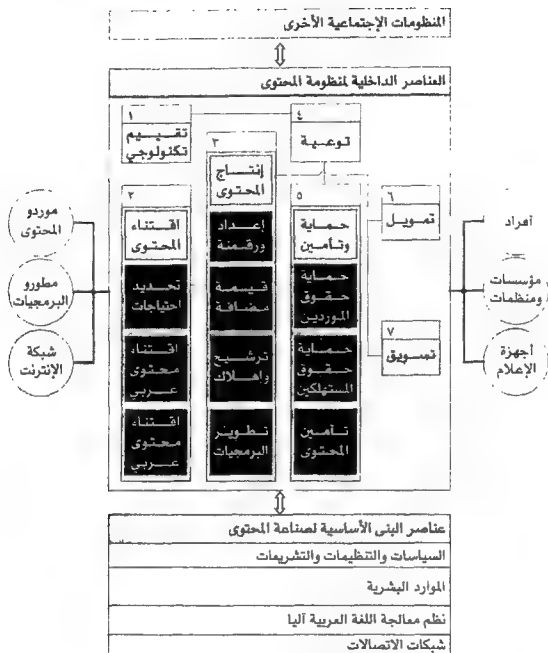 المنظومات الإجتماعية الأخرى
العناصر الداخلية لمنظومة المحتوى
١
تقييم
تكنولوجي
٤
توعية
٣
إنتاج
المحتوى
إعداد
ورقمنة
قيمة
مضافة
ترشيح
وإهلاك
تطوير
البرمجيات
٢
اقتناء
المحتوى
تحديد
احتياجات
اقتناء
محتوى
عربي
اقتناء
محتوى
عربي
٥
حماية
وتأمين
حماية
حقوق
الموردين
حماية
حقوق
المستهلكين
تأمين
المحتوى
٦
تمويل
٧
تسويق
موردو
المحتوى
مطورو
البرمجيات
شبكة
الإنترنت
أفراد
مؤسسات
ومنظمات
أجهزة
الإعلام
عناصر البنى الأساسية لصناعة المحتوى
السياسات والتنظيمات والتشريعات
الموارد البشرية
نظم معالجة اللغة العربية آليا
شبكات الاتصالات